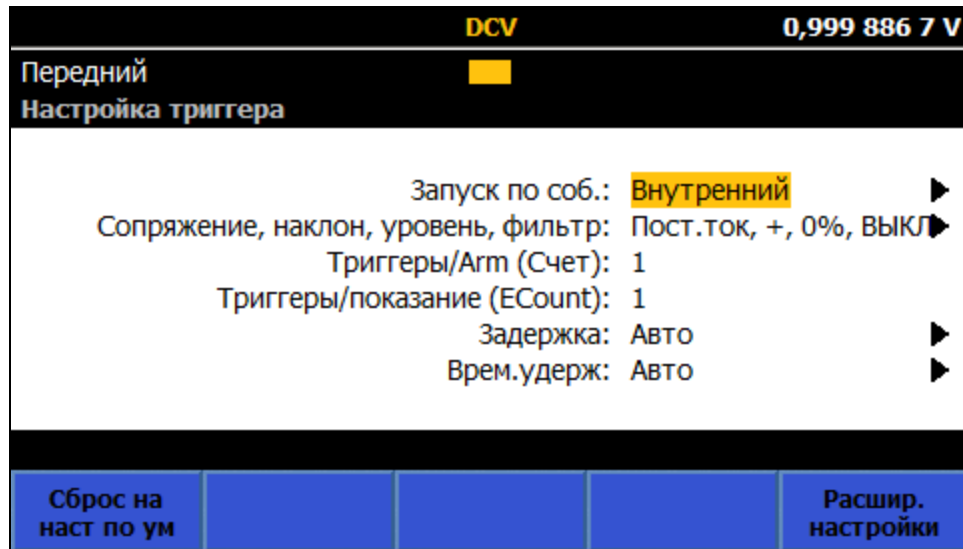 DCV 0,999 886 7 V
Передний
Настройка триггера
Запуск по соб.: Внутренний
Сопряжение, наклон, уровень, фильтр: Пост.ток, +, 0%, ВЫКЛ
Триггеры/Arm (Счет): 1
Триггеры/показание (ECount): 1
Задержка: Авто
Врем.удерж: Авто
Сброс на
наст по ум
Расшир.
настройки